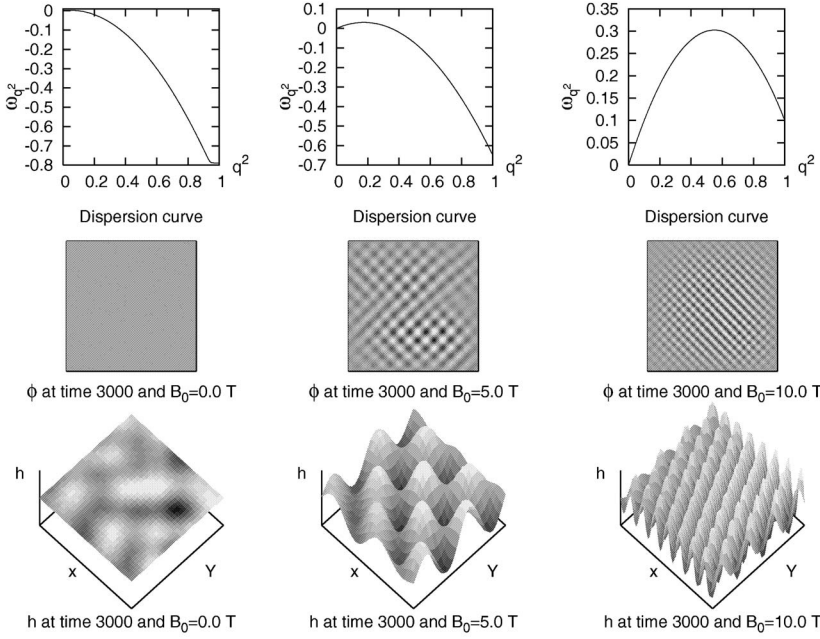 0 0.1 0.35
-0.1 0 0.3
-0.2 -0.1 0.25
-0.3 -0.2 0.2
-0.4 -0.3 0.15
-0.5 -0.4 0.1
-0.6 -0.5 0.05
-0.7 -0.6 0
-0.8 -0.7
ω_q² ω_q² ω_q²
0 0.2 0.4 0.6 0.8 1 q² 0 0.2 0.4 0.6 0.8 1 q² 0 0.2 0.4 0.6 0.8 1 q²
Dispersion curve Dispersion curve Dispersion curve
ϕ at time 3000 and B₀=0.0 T ϕ at time 3000 and B₀=5.0 T ϕ at time 3000 and B₀=10.0 T
h h h
x Y x Y x Y
h at time 3000 and B₀=0.0 T h at time 3000 and B₀=5.0 T h at time 3000 and B₀=10.0 T